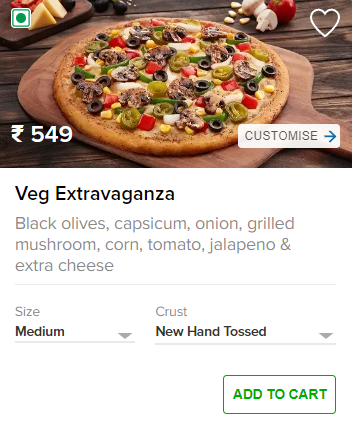 ₹ 549
CUSTOMISE
Veg Extravaganza
Black olives, capsicum, onion, grilled
mushroom, corn, tomato, jalapeno &
extra cheese
Size
Crust
Medium
New Hand Tossed
ADD TO CART